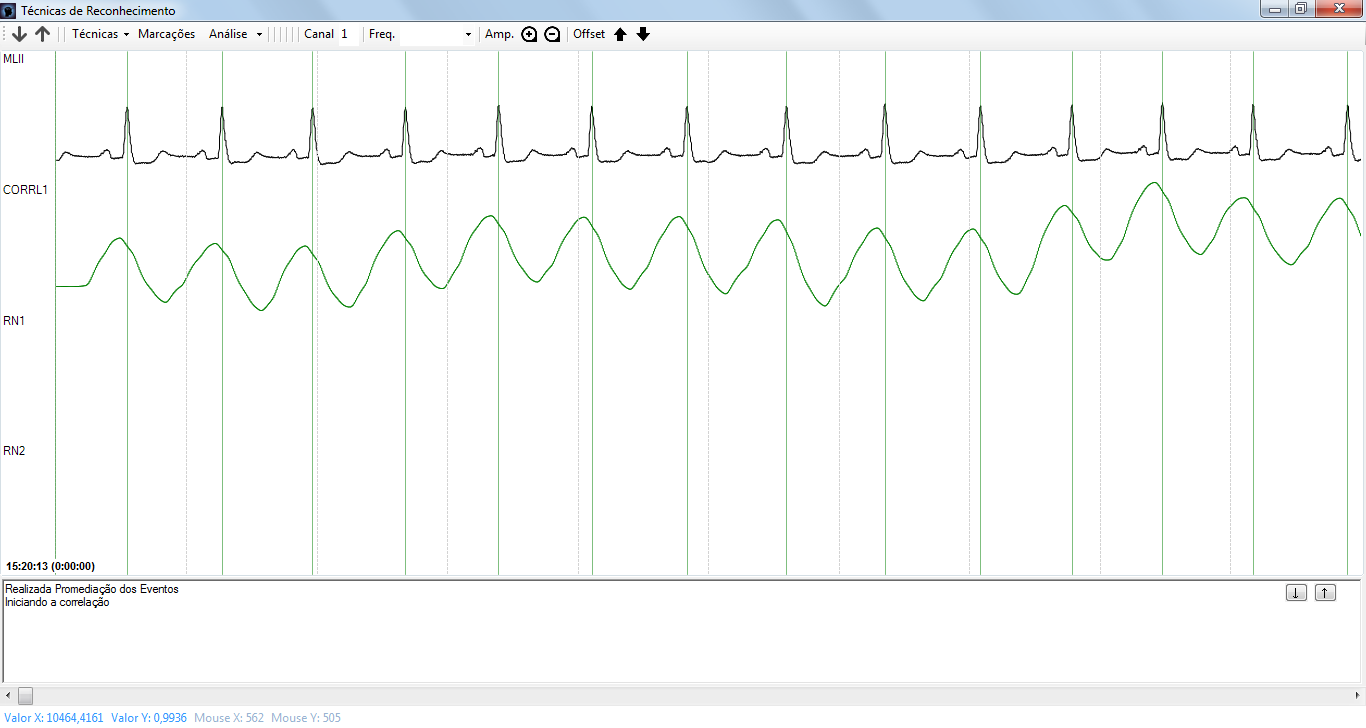 Técnicas de Reconhecimento
Técnicas Marcações Análise Canal 1 Freq. Amp. Offset
MLII
CORRL1
RN1
RN2
15:20:13 (0:00:00)
Realizada Promediação dos Eventos
Iniciando a correlação
Valor X: 10464,4161 Valor Y: 0,9936 Mouse X: 562 Mouse Y: 505